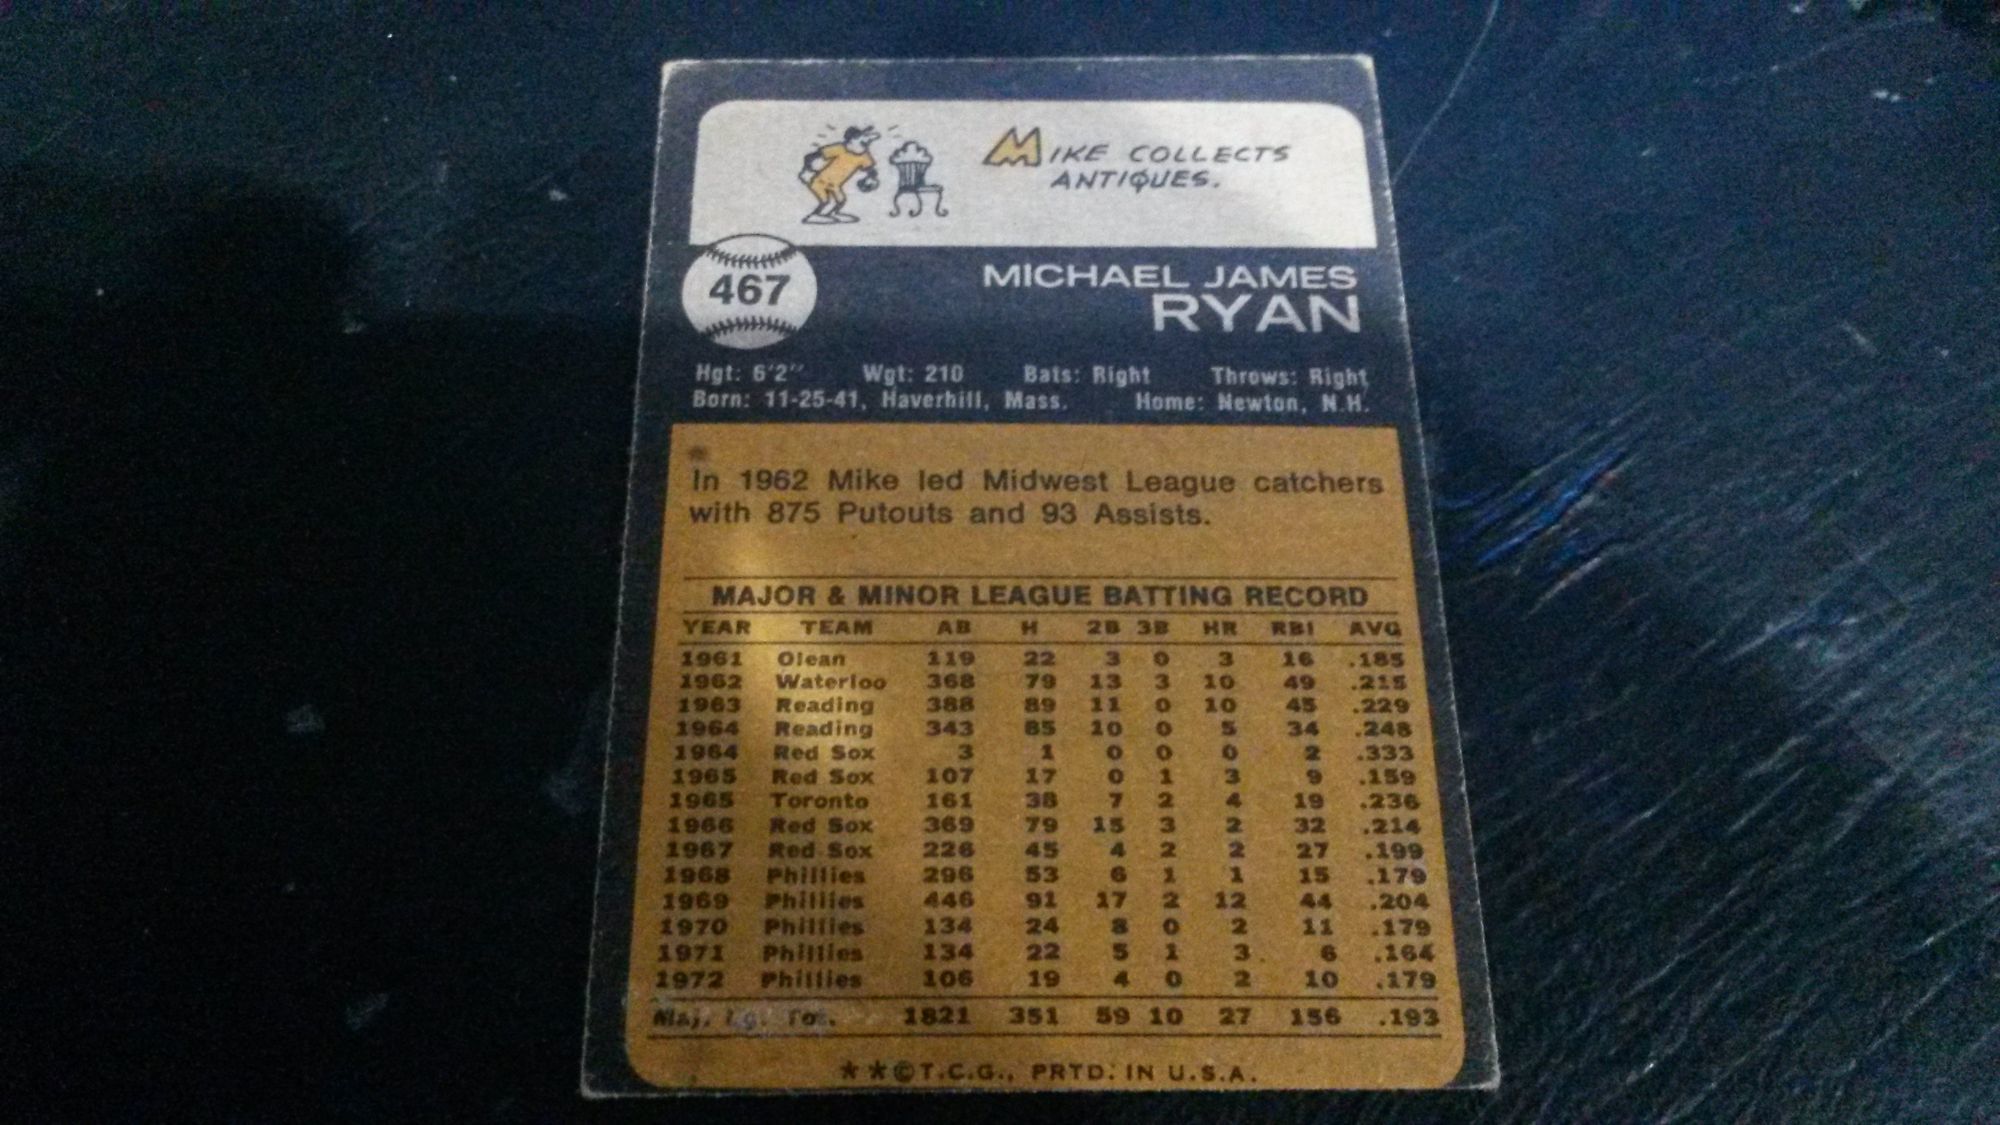 MIKE COLLECTS
ANTIQUES.
467
MICHAEL JAMES
RYAN
Hgt: 6'2" Wgt: 210 Bats: Right Throws: Right
Born: 11-25-41, Haverhill, Mass. Home: Newton, N.H.
In 1962 Mike led Midwest League catchers
with 875 Putouts and 93 Assists.
MAJOR & MINOR LEAGUE BATTING RECORD
YEAR TEAM AB H 2B 3B HR RBI AVG
1961 Olean 119 22 3 0 3 16 .185
1962 Waterloo 368 79 13 3 10 49 .215
1963 Reading 388 89 11 0 10 45 .229
1964 Reading 343 85 10 0 5 34 .248
1964 Red Sox 3 1 0 0 0 2 .333
1965 Red Sox 107 17 0 1 3 9 .159
1965 Toronto 161 38 7 2 4 19 .236
1966 Red Sox 369 79 15 3 2 32 .214
1967 Red Sox 226 45 4 2 2 27 .199
1968 Phillies 296 53 6 1 1 15 .179
1969 Phillies 446 91 17 2 12 44 .204
1970 Phillies 134 24 8 0 2 11 .179
1971 Phillies 134 22 5 1 3 6 .164
1972 Phillies 106 19 4 0 2 10 .179
Maj. Lg. Tot. 1821 351 59 10 27 156 .193
★★©T.C.G., PRTD. IN U.S.A.